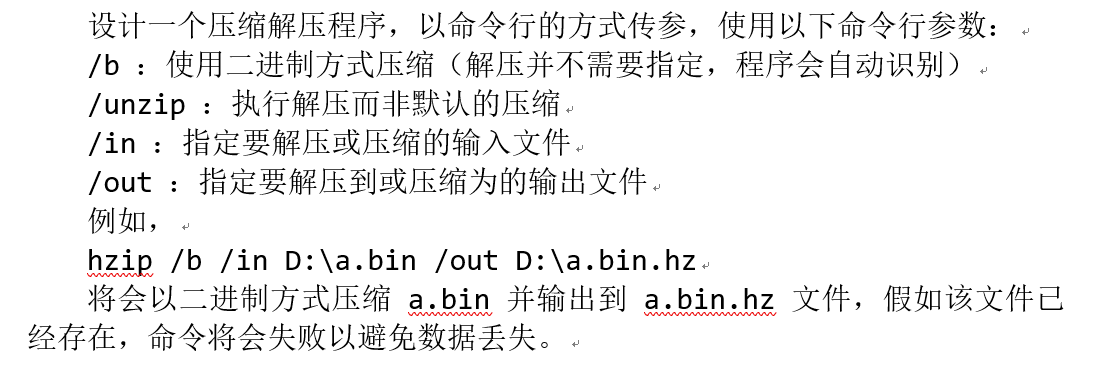 设计一个压缩解压程序，以命令行的方式传参，使用以下命令行参数：
/b ：使用二进制方式压缩（解压并不需要指定，程序会自动识别）
/unzip ：执行解压而非默认的压缩
/in ：指定要解压或压缩的输入文件
/out ：指定要解压到或压缩为的输出文件
例如，
hzip /b /in D:\a.bin /out D:\a.bin.hz
将会以二进制方式压缩 a.bin 并输出到 a.bin.hz 文件，假如该文件已
经存在，命令将会失败以避免数据丢失。